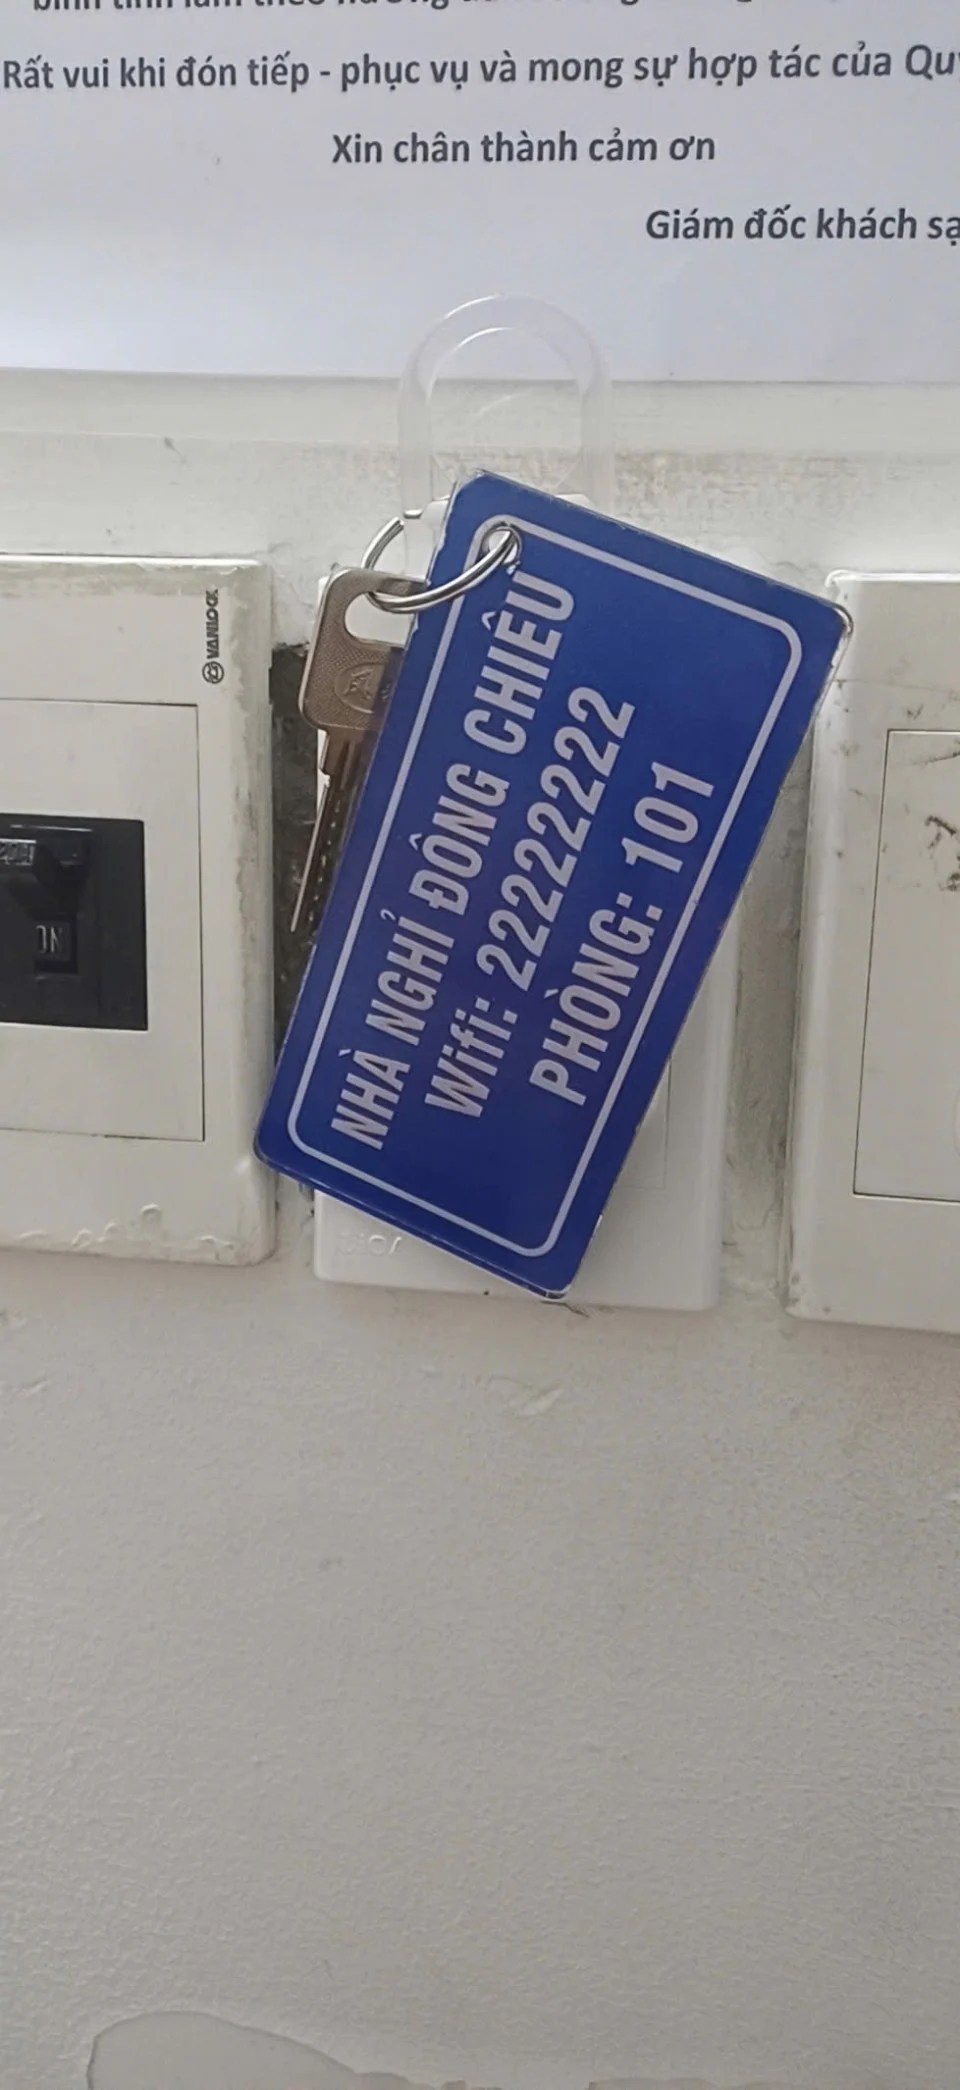 Rất vui khi đón tiếp - phục vụ và mong sự hợp tác của
Xin chân thành cảm ơn
Giám đốc khách
VANLOCK
ON
NHÀ NGHỈ ĐÔNG CHIÊU
Wifi: 22222222
PHÒNG: 101